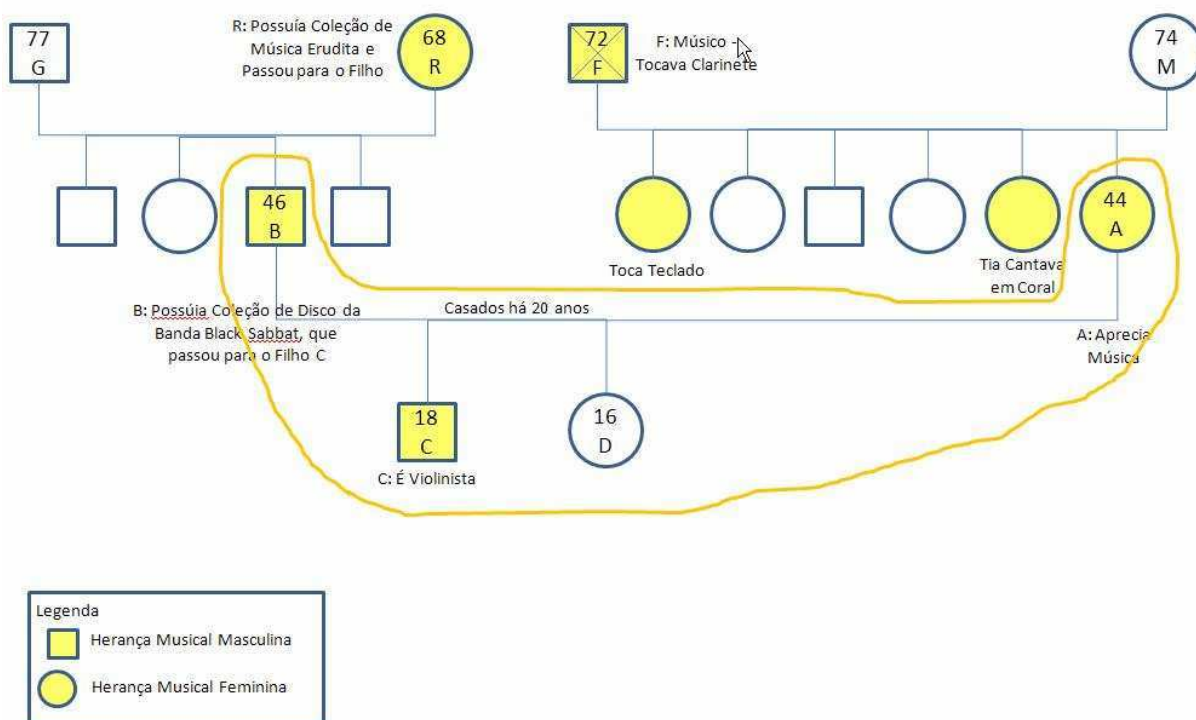 77
G
R: Possuía Coleção de
Música Erudita e
Passou para o Filho
68
R
72
F
F: Músico -
Tocava Clarinete
74
M
46
B
44
A
Toca Teclado
Tia Cantava
em Coral
B: Possúia Coleção de Disco da
Banda Black Sabbat, que
passou para o Filho C
Casados há 20 anos
A: Aprecia
Música
18
C
16
D
C: É Violinista
Legenda
Herança Musical Masculina
Herança Musical Feminina